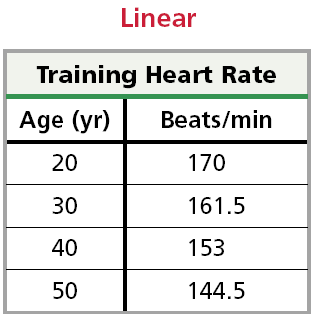 Linear
Training Heart Rate
Age (yr) Beats/min
20 170
30 161.5
40 153
50 144.5